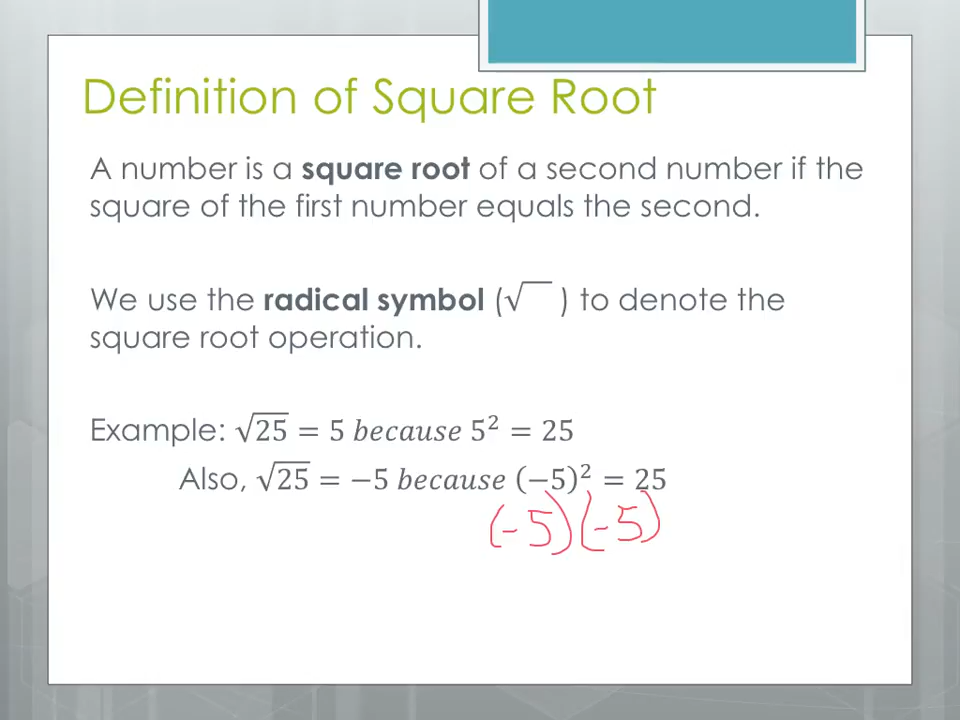 Definition of Square Root
A number is a square root of a second number if the
square of the first number equals the second.
We use the radical symbol (√‾ ) to denote the
square root operation.
Example: √25 = 5 because 5² = 25
Also, √25 = −5 because (−5)² = 25
(-5)(-5)